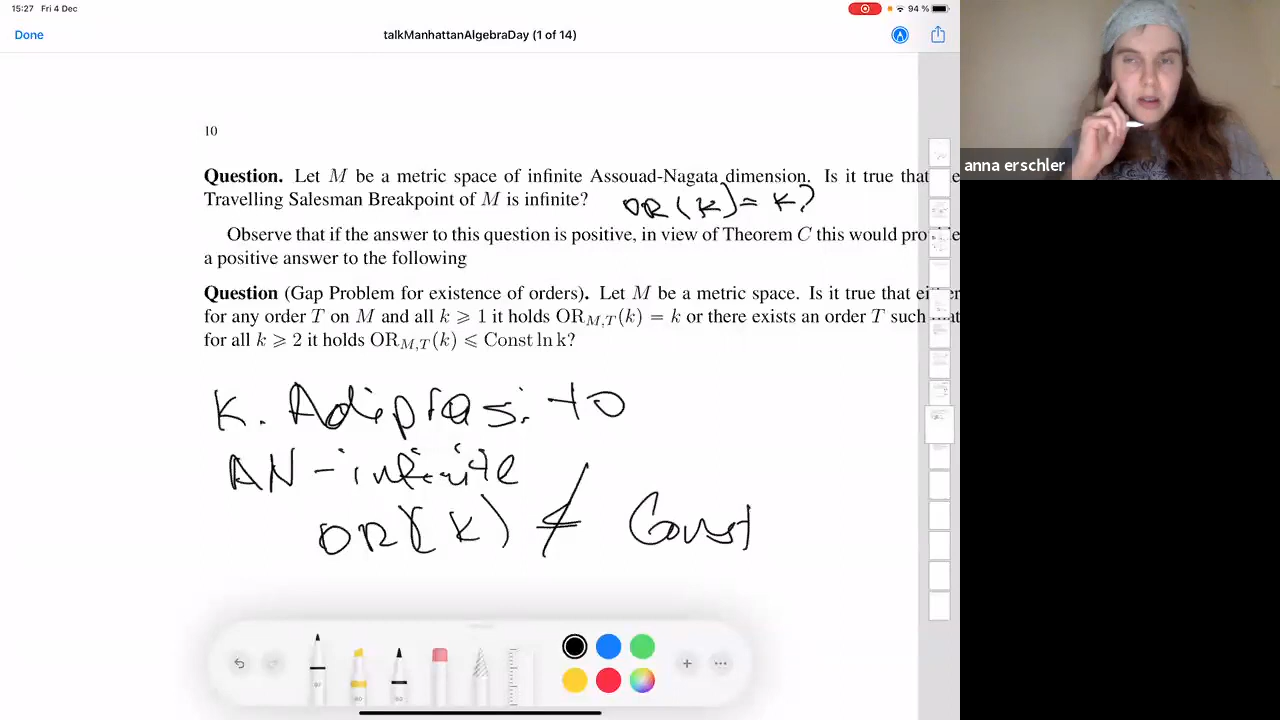 15:27 Fri 4 Dec
94 %
Done
talkManhattanAlgebraDay (1 of 14)
anna erschler
10
Question. Let M be a metric space of infinite Assouad-Nagata dimension. Is it true that e
Travelling Salesman Breakpoint of M is infinite? OR(k) = k?
Observe that if the answer to this question is positive, in view of Theorem C this would pro e
a positive answer to the following
Question (Gap Problem for existence of orders). Let M be a metric space. Is it true that ei er
for any order T on M and all k ⩾ 1 it holds OR_{M,T}(k) = k or there exists an order T such at
for all k ⩾ 2 it holds OR_{M,T}(k) ⩽ Const ln k?
K. Adiprasito
AN-infinite
OR(k) ≰ Const